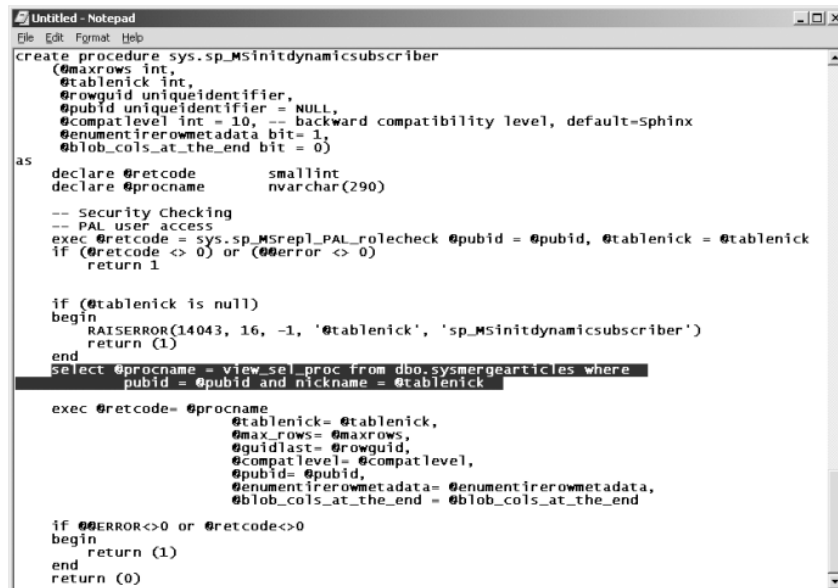 Untitled - Notepad
File Edit Format Help
create procedure sys.sp_MSinitdynamicsubscriber
(@maxrows int,
@tablenick int,
@rowguid uniqueidentifier,
@pubid uniqueidentifier = NULL,
@compatlevel int = 10, -- backward compatibility level, default=Sphinx
@enumentirerowmetadata bit= 1,
@blob_cols_at_the_end bit = 0)
as
declare @retcode smallint
declare @procname nvarchar(290)
-- Security Checking
-- PAL user access
exec @retcode = sys.sp_MSrepl_PAL_rolecheck @pubid = @pubid, @tablenick = @tablenick
if (@retcode <> 0) or (@@error <> 0)
return 1
if (@tablenick is null)
begin
RAISERROR(14043, 16, -1, '@tablenick', 'sp_MSinitdynamicsubscriber')
return (1)
end
select @procname = view_sel_proc from dbo.sysmergearticles where
pubid = @pubid and nickname = @tablenick
exec @retcode= @procname
@tablenick= @tablenick,
@max_rows= @maxrows,
@guidlast= @rowguid,
@compatlevel= @compatlevel,
@pubid= @pubid,
@enumentirerowmetadata= @enumentirerowmetadata,
@blob_cols_at_the_end = @blob_cols_at_the_end
if @@ERROR<>0 or @retcode<>0
begin
return (1)
end
return (0)